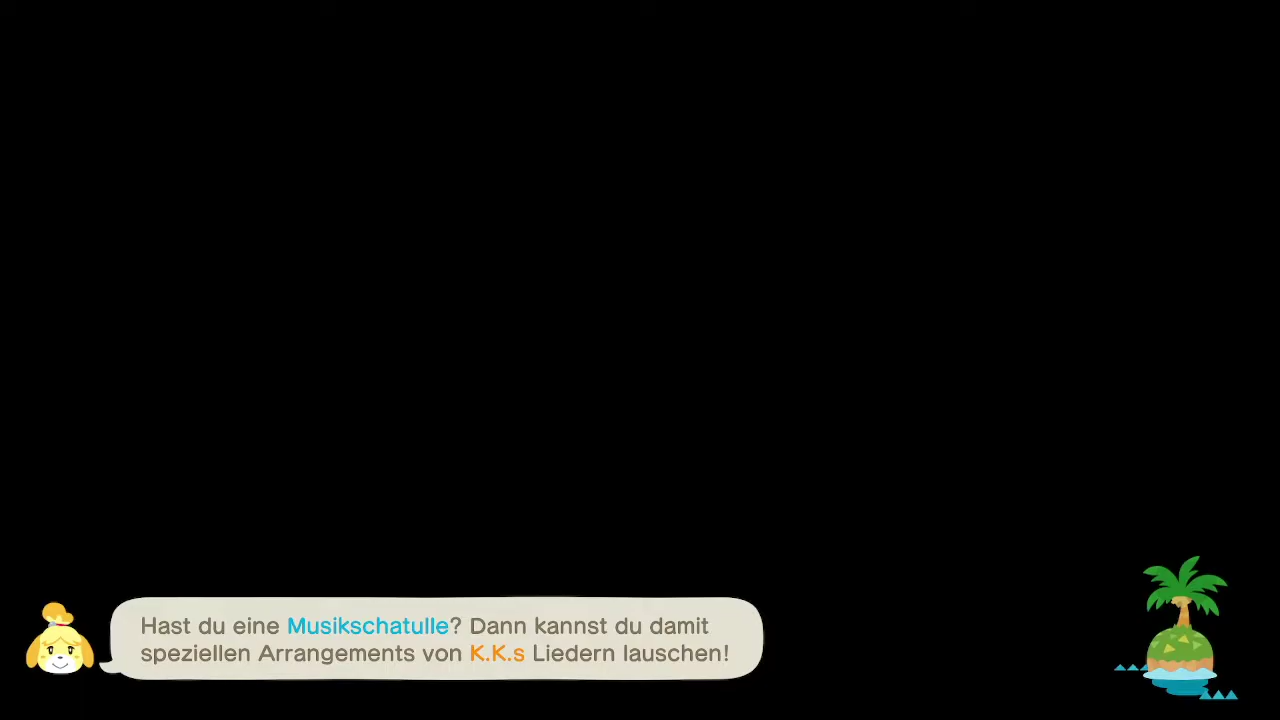 Hast du eine Musikschatulle? Dann kannst du damit
speziellen Arrangements von K.K.s Liedern lauschen!